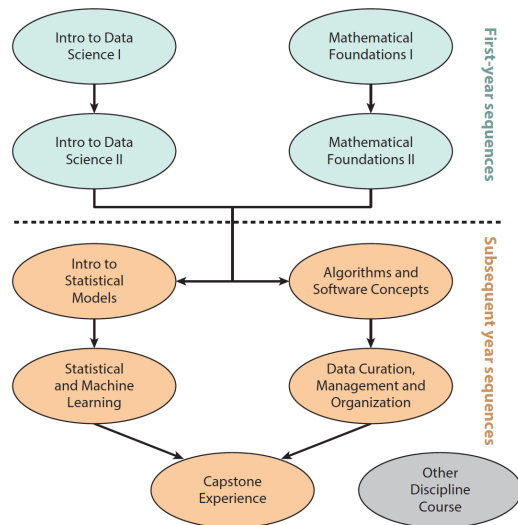 Intro to Data
Science I
Mathematical
Foundations I
Intro to Data
Science II
Mathematical
Foundations II
First-year sequences
Intro to
Statistical
Models
Algorithms and
Software Concepts
Statistical
and Machine
Learning
Data Curation,
Management and
Organization
Subsequent year sequences
Capstone
Experience
Other
Discipline
Course